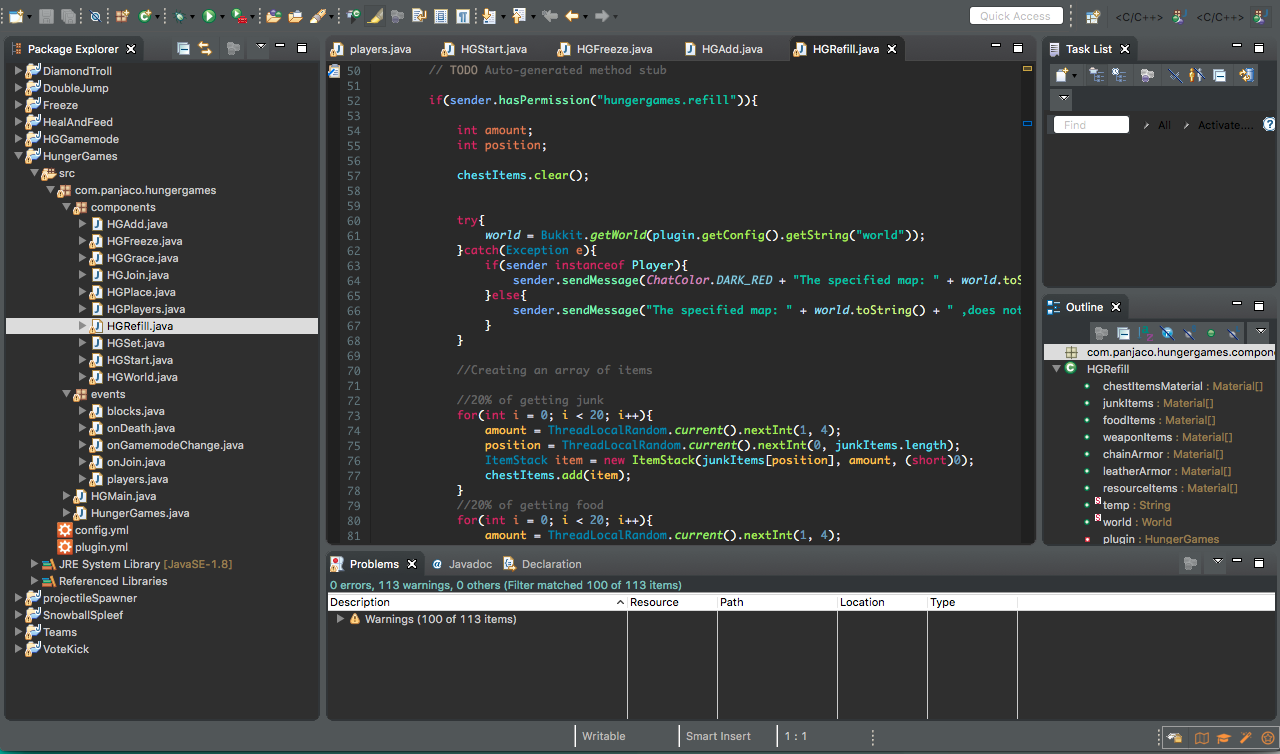 Quick Access
<C/C++>
<C/C++>
Package Explorer
DiamondTroll
DoubleJump
Freeze
HealAndFeed
HGGamemode
HungerGames
src
com.panjaco.hungergames
components
HGAdd.java
HGFreeze.java
HGGrace.java
HGJoin.java
HGPlace.java
HGPlayers.java
HGRefill.java
HGSet.java
HGStart.java
HGWorld.java
events
blocks.java
onDeath.java
onGamemodeChange.java
onJoin.java
players.java
HGMain.java
HungerGames.java
config.yml
plugin.yml
JRE System Library [JavaSE-1.8]
Referenced Libraries
projectileSpawner
SnowballSpleef
Teams
VoteKick
players.java HGStart.java HGFreeze.java HGAdd.java HGRefill.java
50 // TODO Auto-generated method stub
51
52 if(sender.hasPermission("hungergames.refill")){
53
54 int amount;
55 int position;
56
57 chestItems.clear();
58
59
60 try{
61 world = Bukkit.getWorld(plugin.getConfig().getString("world"));
62 }catch(Exception e){
63 if(sender instanceof Player){
64 sender.sendMessage(ChatColor.DARK_RED + "The specified map: " + world.toS
65 }else{
66 sender.sendMessage("The specified map: " + world.toString() + " ,does not
67 }
68 }
69
70 //Creating an array of items
71
72 //20% of getting junk
73 for(int i = 0; i < 20; i++){
74 amount = ThreadLocalRandom.current().nextInt(1, 4);
75 position = ThreadLocalRandom.current().nextInt(0, junkItems.length);
76 ItemStack item = new ItemStack(junkItems[position], amount, (short)0);
77 chestItems.add(item);
78 }
79 //20% of getting food
80 for(int i = 0; i < 20; i++){
81 amount = ThreadLocalRandom.current().nextInt(1, 4);
Task List
Find
All
Activate...
?
Outline
com.panjaco.hungergames.compone
HGRefill
chestItemsMaterial : Material[]
junkItems : Material[]
foodItems : Material[]
weaponItems : Material[]
chainArmor : Material[]
leatherArmor : Material[]
resourceItems : Material[]
temp : String
world : World
plugin : HungerGames
Problems
Javadoc
Declaration
0 errors, 113 warnings, 0 others (Filter matched 100 of 113 items)
Description Resource Path Location Type
Warnings (100 of 113 items)
Writable Smart Insert 1 : 1